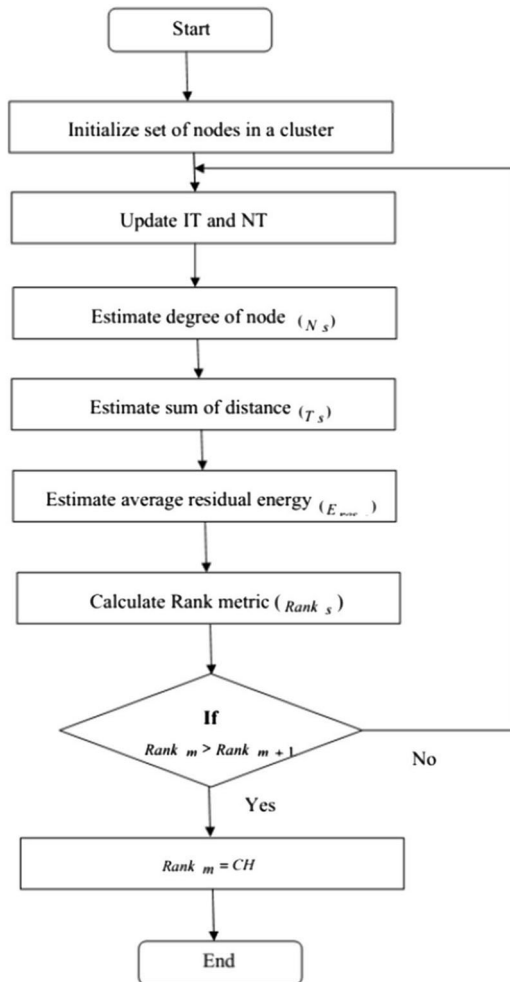 Start
Initialize set of nodes in a cluster
Update IT and NT
Estimate degree of node (N s)
Estimate sum of distance (T s)
Estimate average residual energy (E )
Calculate Rank metric (Rank s)
If
Rank m > Rank m + 1
No
Yes
Rank m = CH
End